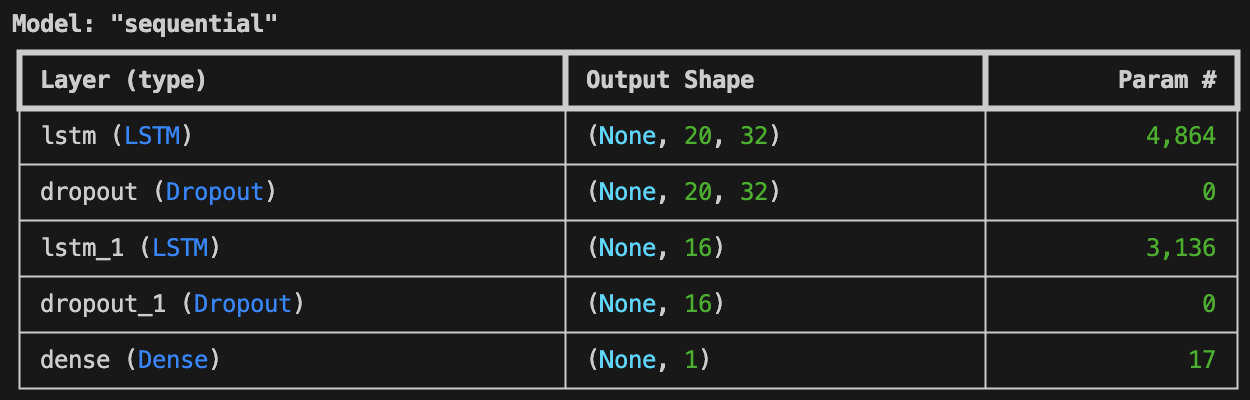 Model: "sequential"
Layer (type) Output Shape Param #
lstm (LSTM) (None, 20, 32) 4,864
dropout (Dropout) (None, 20, 32) 0
lstm_1 (LSTM) (None, 16) 3,136
dropout_1 (Dropout) (None, 16) 0
dense (Dense) (None, 1) 17